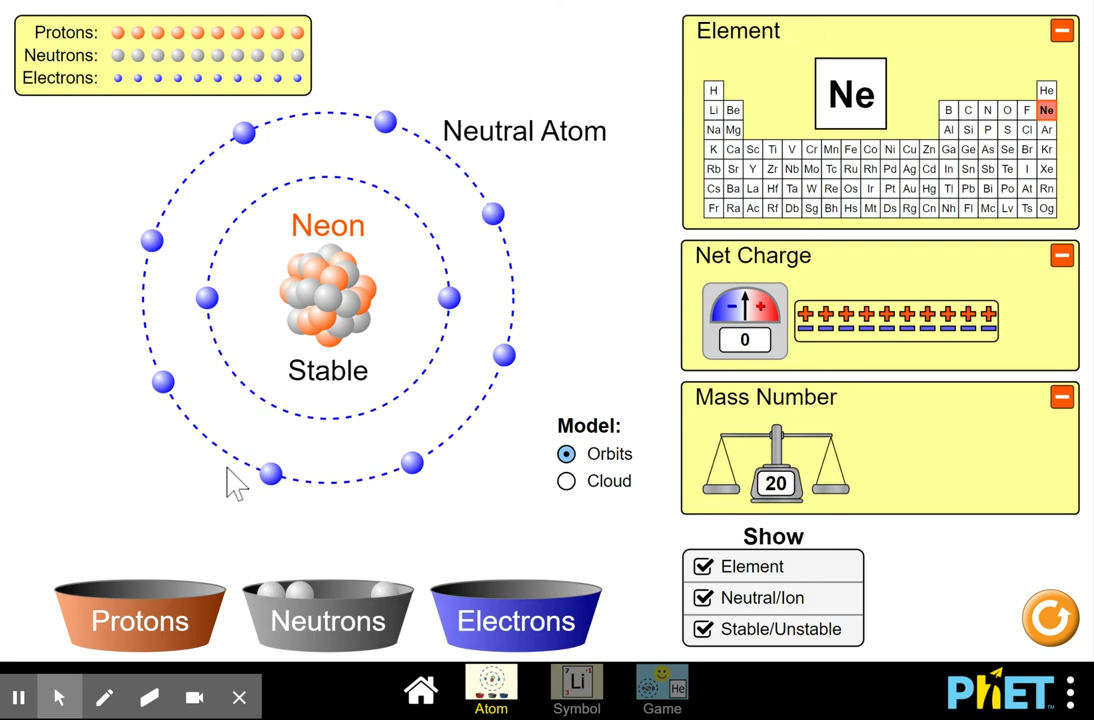 Protons:
Neutrons:
Electrons:
Neutral Atom
Neon
Stable
Model:
Orbits
Cloud
Protons
Neutrons
Electrons
Element
Ne
H He
Li Be B C N O F Ne
Na Mg Al Si P S Cl Ar
K Ca Sc Ti V Cr Mn Fe Co Ni Cu Zn Ga Ge As Se Br Kr
Rb Sr Y Zr Nb Mo Tc Ru Rh Pd Ag Cd In Sn Sb Te I Xe
Cs Ba La Hf Ta W Re Os Ir Pt Au Hg Tl Pb Bi Po At Rn
Fr Ra Ac Rf Db Sg Bh Hs Mt Ds Rg Cn Nh Fl Mc Lv Ts Og
Net Charge
- +
0
Mass Number
20
Show
Element
Neutral/Ion
Stable/Unstable
Atom
7 +1
Li
3
Symbol
He
Game
PhET